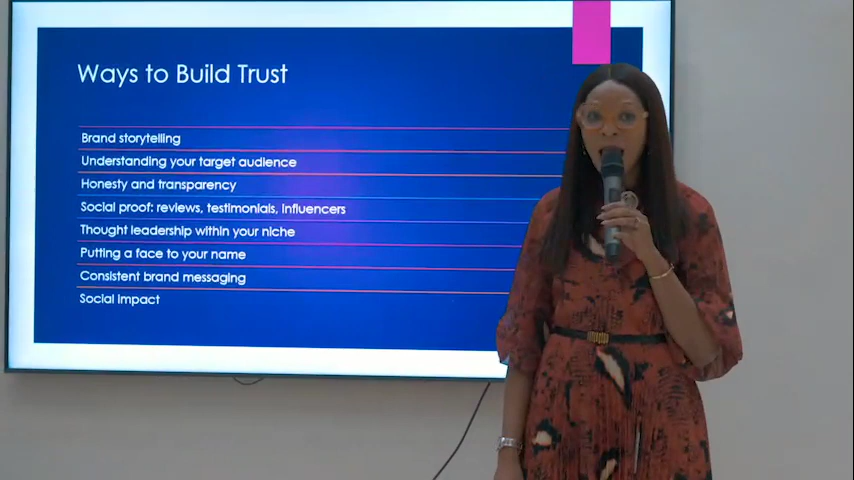 Ways to Build Trust
Brand storytelling
Understanding your target audience
Honesty and transparency
Social proof: reviews, testimonials, influencers
Thought leadership within your niche
Putting a face to your name
Consistent brand messaging
Social Impact